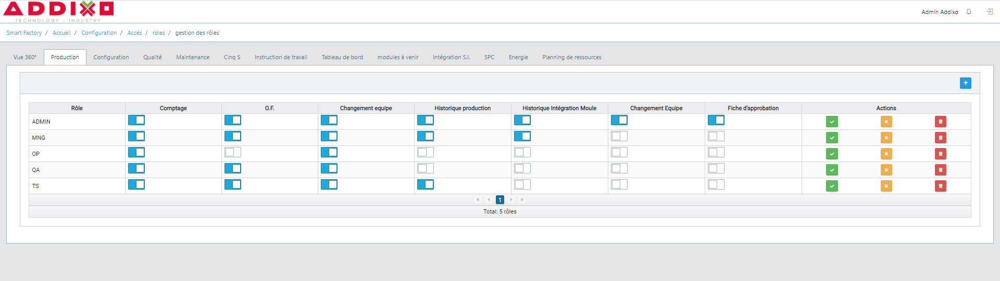 ADDIXO
TECHNOLOGY - INDUSTRY
Admin Addixo
Smart Factory / Accueil / Configuration / Accés / roles / gestion des rôles
Vue 360° Production Configuration Qualité Maintenance Cinq S Instruction de travail Tableau de bord modules à venir Intégration S.I. SPC Energie Planning de ressources
+
Rôle Comptage O.F. Changement equipe Historique production Historique Intégration Moule Changement Equipe Fiche d'approbation Actions
ADMIN
MNG
OP
QA
TS
1
Total: 5 rôles